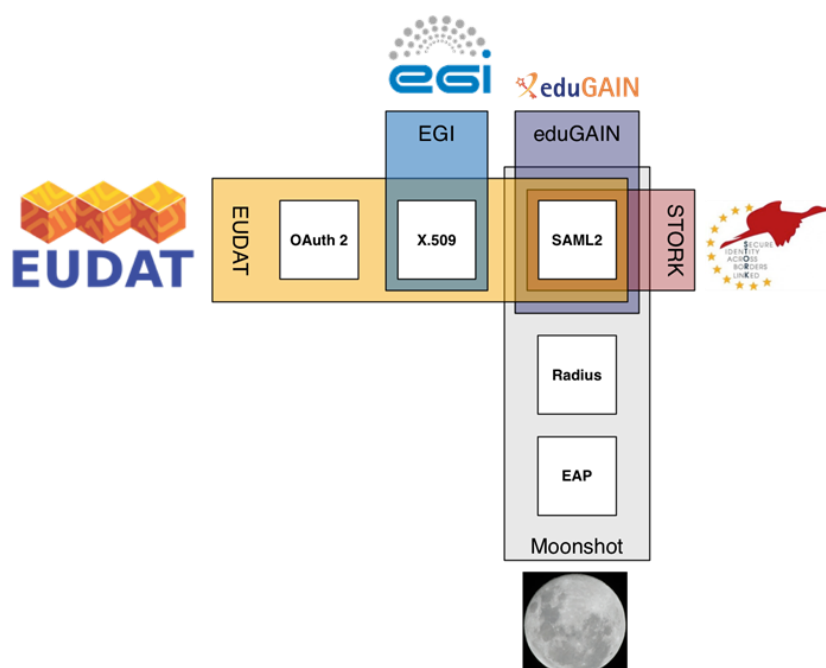 egi
eduGAIN
EGI
eduGAIN
EUDAT
EUDAT
OAuth 2
X.509
SAML2
STORK
SECURE
IDENTITY
ACROSS
BORDERS
LINKED
Radius
EAP
Moonshot